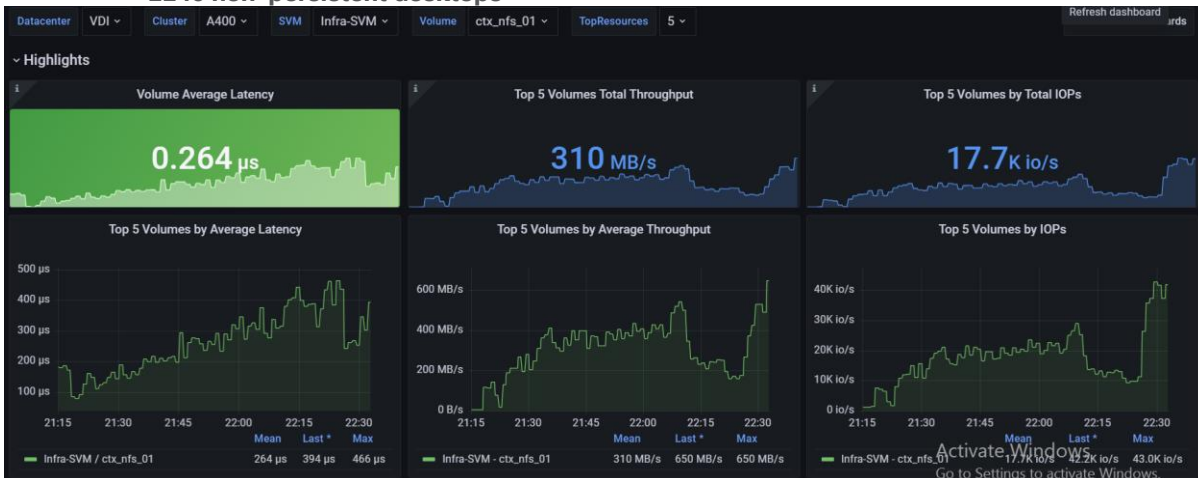 2240 non-persistent desktops
Datacenter VDI Cluster A400 SVM Infra-SVM Volume ctx_nfs_01 TopResources 5 Refresh dashboard rds
Highlights
Volume Average Latency
0.264 µs
Top 5 Volumes Total Throughput
310 MB/s
Top 5 Volumes by Total IOPs
17.7K io/s
Top 5 Volumes by Average Latency
500 µs
400 µs
300 µs
200 µs
100 µs
21:15 21:30 21:45 22:00 22:15 22:30
Mean Last * Max
Infra-SVM / ctx_nfs_01 264 µs 394 µs 466 µs
Top 5 Volumes by Average Throughput
600 MB/s
400 MB/s
200 MB/s
0 B/s
21:15 21:30 21:45 22:00 22:15 22:30
Mean Last * Max
Infra-SVM - ctx_nfs_01 310 MB/s 650 MB/s 650 MB/s
Top 5 Volumes by IOPs
40K io/s
30K io/s
20K io/s
10K io/s
0 io/s
21:15 21:30 21:45 22:00 22:15 22:30
Mean Last * Max
Infra-SVM - ctx_nfs_01 17.7K io/s 42.2K io/s 43.0K io/s
Activate Windows
Go to Settings to activate Windows.